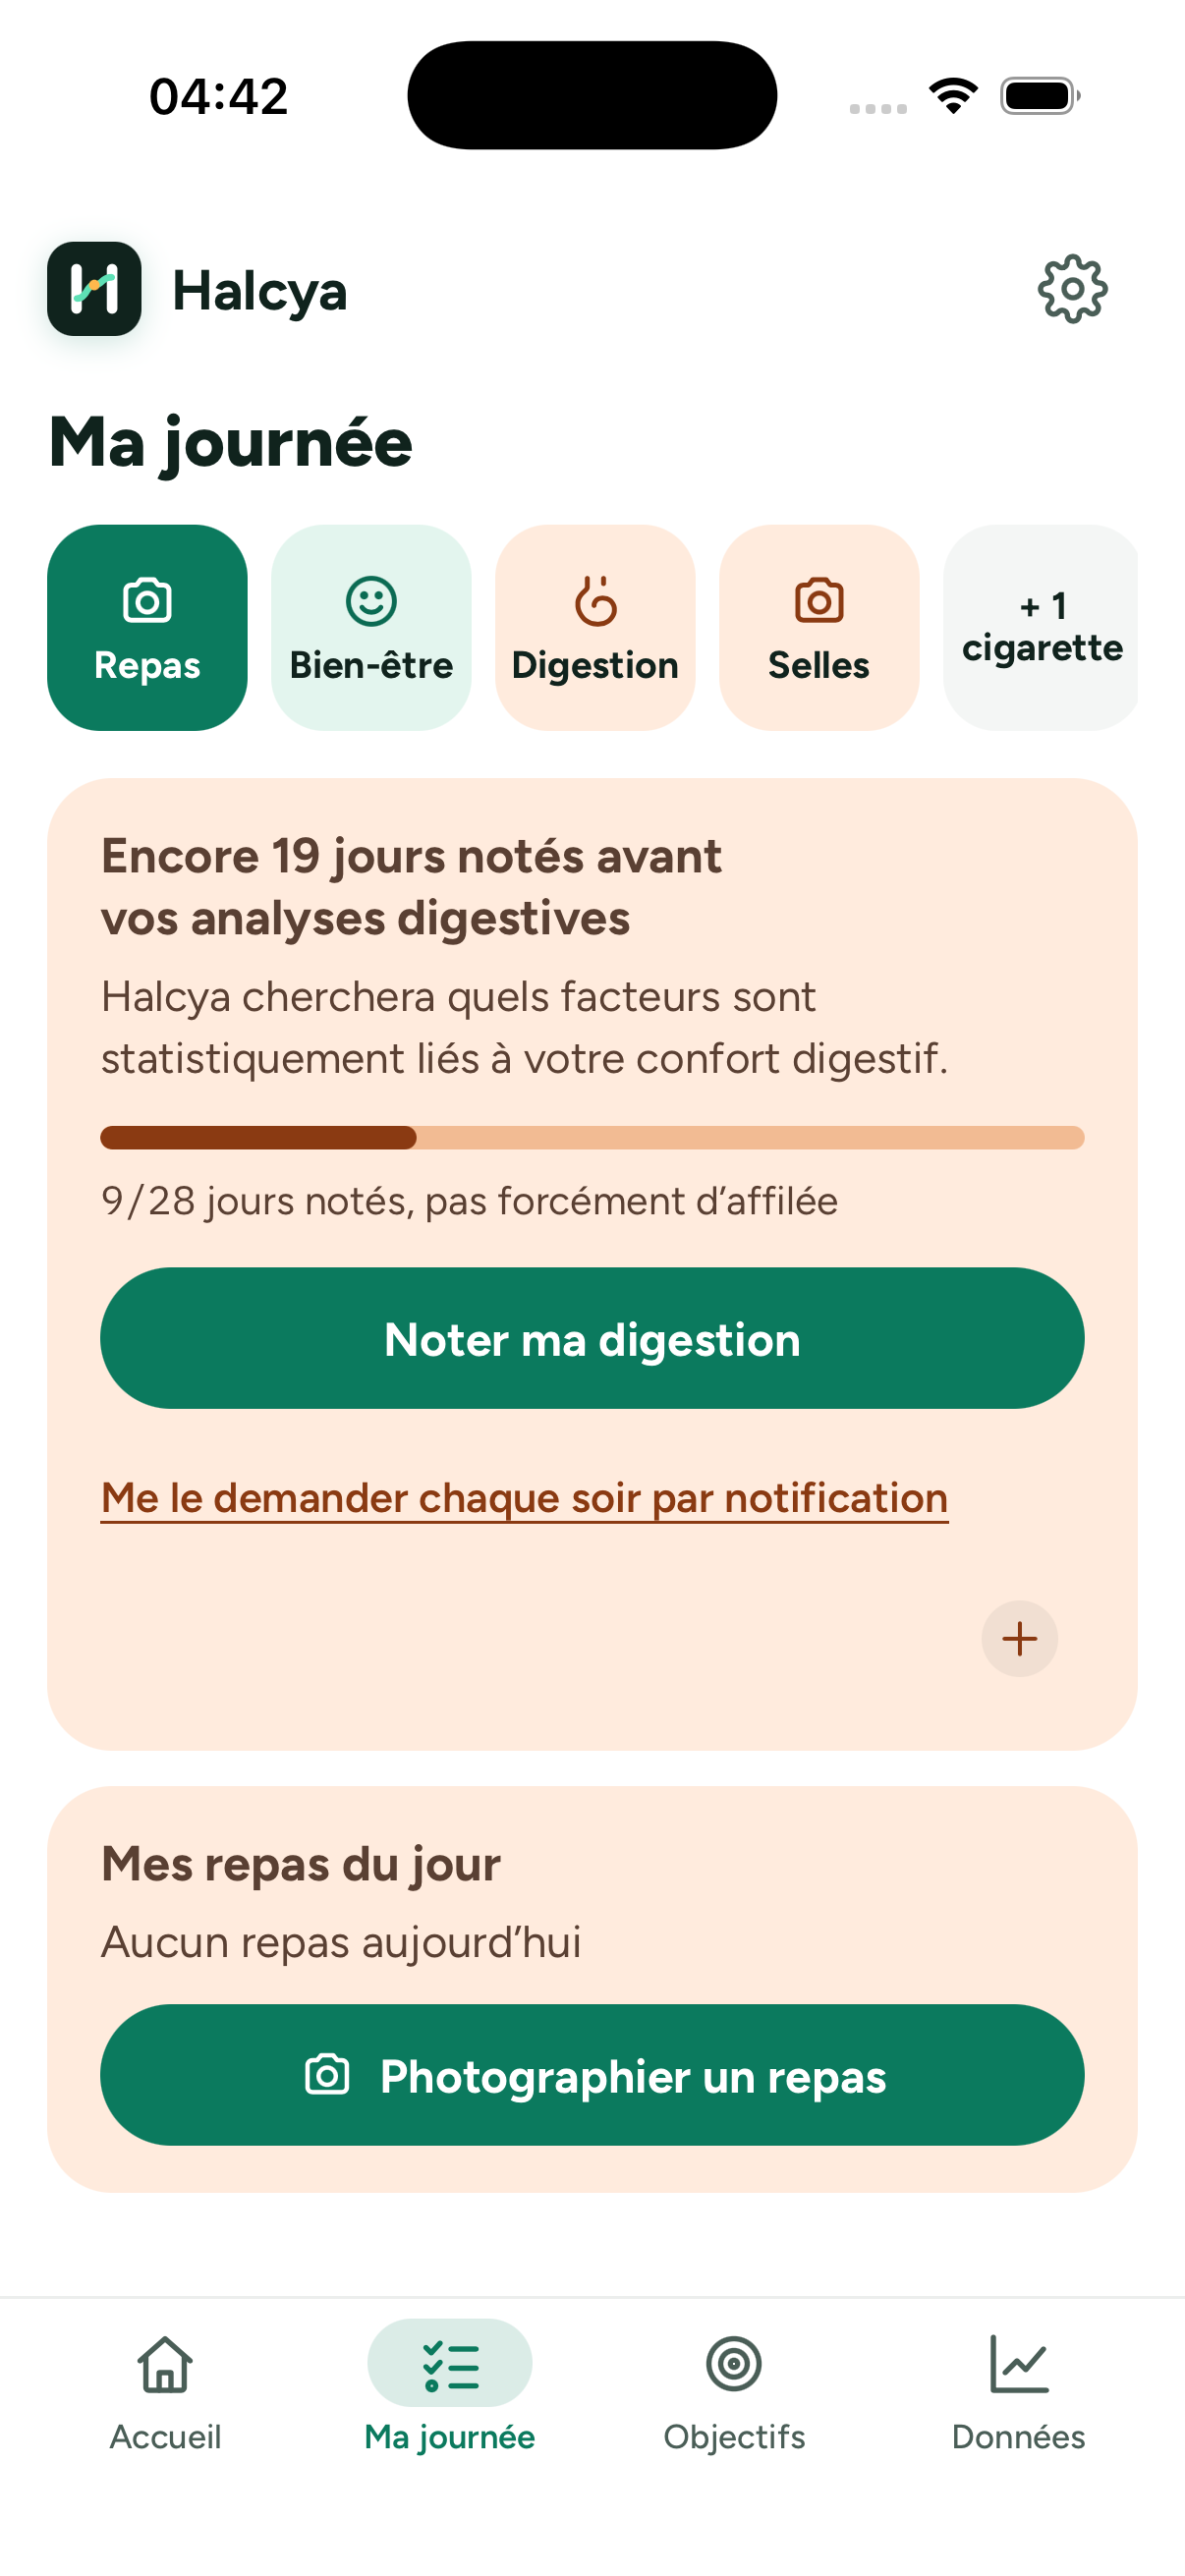 04:42
Halcya
Ma journée
Repas
Bien-être
Digestion
Selles
+ 1
cigarette
Encore 19 jours notés avant
vos analyses digestives
Halcya cherchera quels facteurs sont
statistiquement liés à votre confort digestif.
9/28 jours notés, pas forcément d’affilée
Noter ma digestion
Me le demander chaque soir par notification
Mes repas du jour
Aucun repas aujourd’hui
Photographier un repas
Accueil
Ma journée
Objectifs
Données